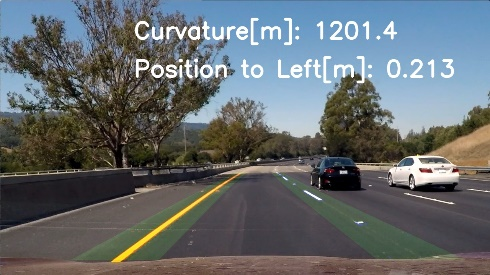 Curvature[m]: 1201.4
Position to Left[m]: 0.213